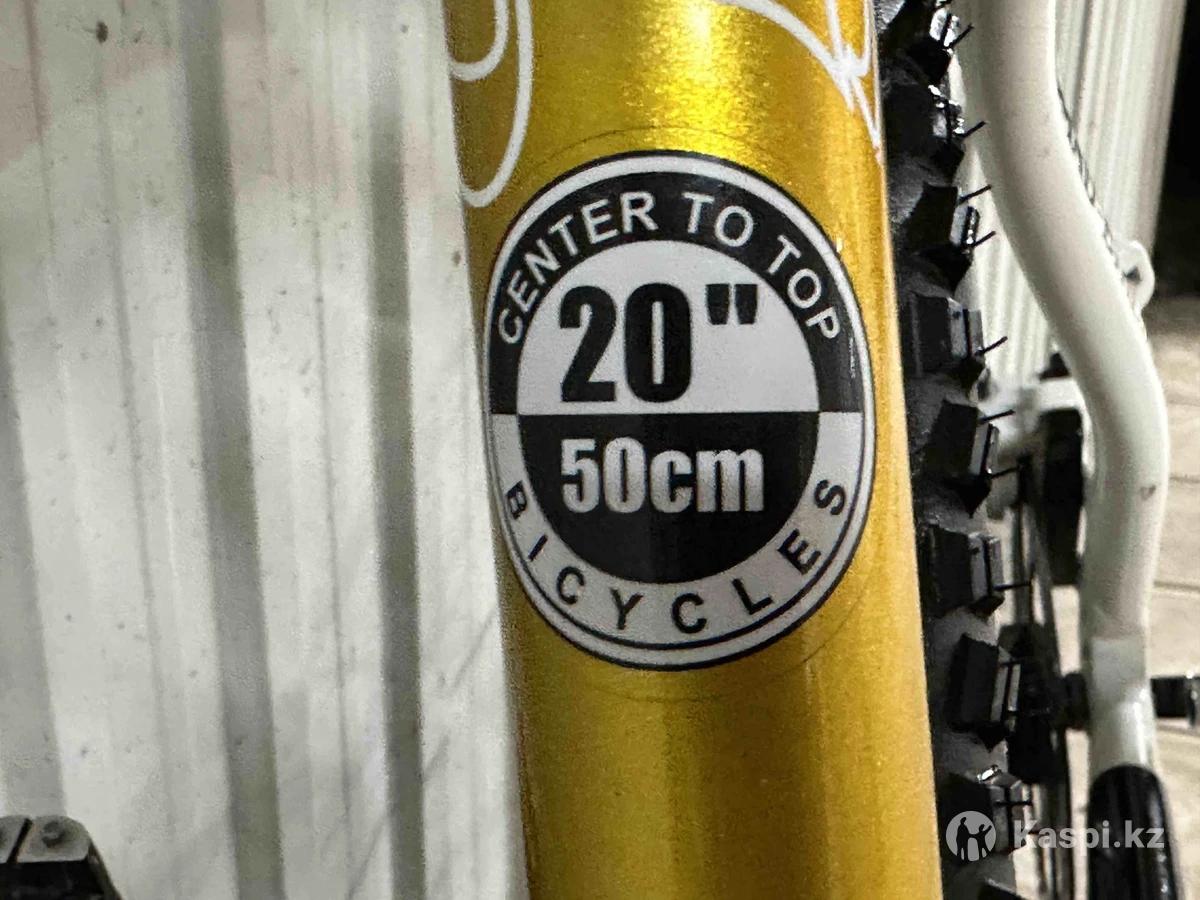 CENTER TO TOP
20"
50cm
BICYCLES
Kaspi.kz